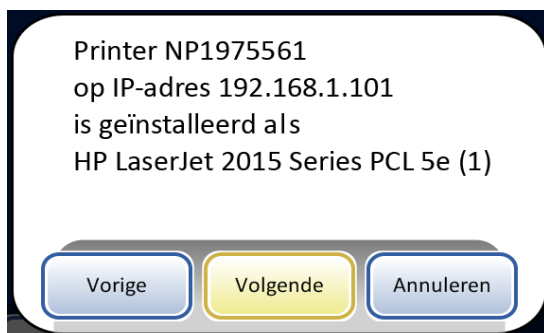 Printer NP1975561
op IP-adres 192.168.1.101
is geïnstalleerd als
HP LaserJet 2015 Series PCL 5e (1)
Vorige Volgende Annuleren